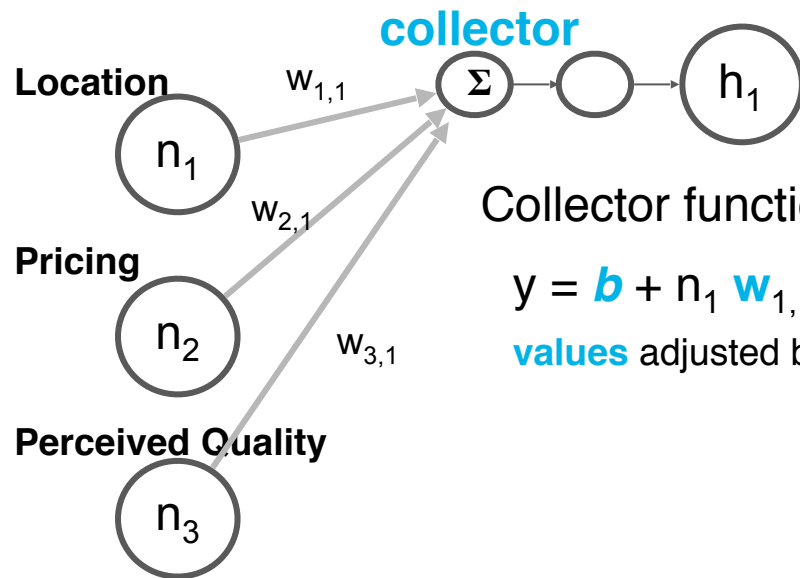 collector
Location
w1,1
Σ
h1
n1
w2,1
Collector functi
Pricing
y = b + n1 w1,
n2
w3,1
values adjusted b
Perceived Quality
n3